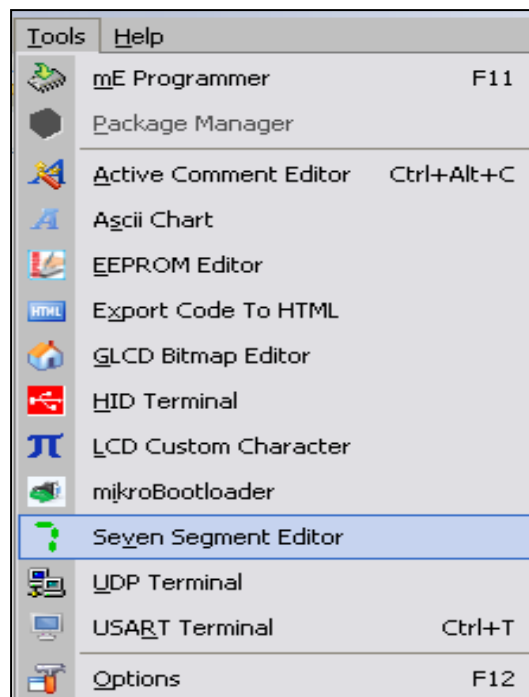 Tools Help
mE Programmer F11
Package Manager
Active Comment Editor Ctrl+Alt+C
Ascii Chart
EEPROM Editor
HTML Export Code To HTML
GLCD Bitmap Editor
HID Terminal
LCD Custom Character
mikroBootloader
Seven Segment Editor
UDP Terminal
USART Terminal Ctrl+T
Options F12